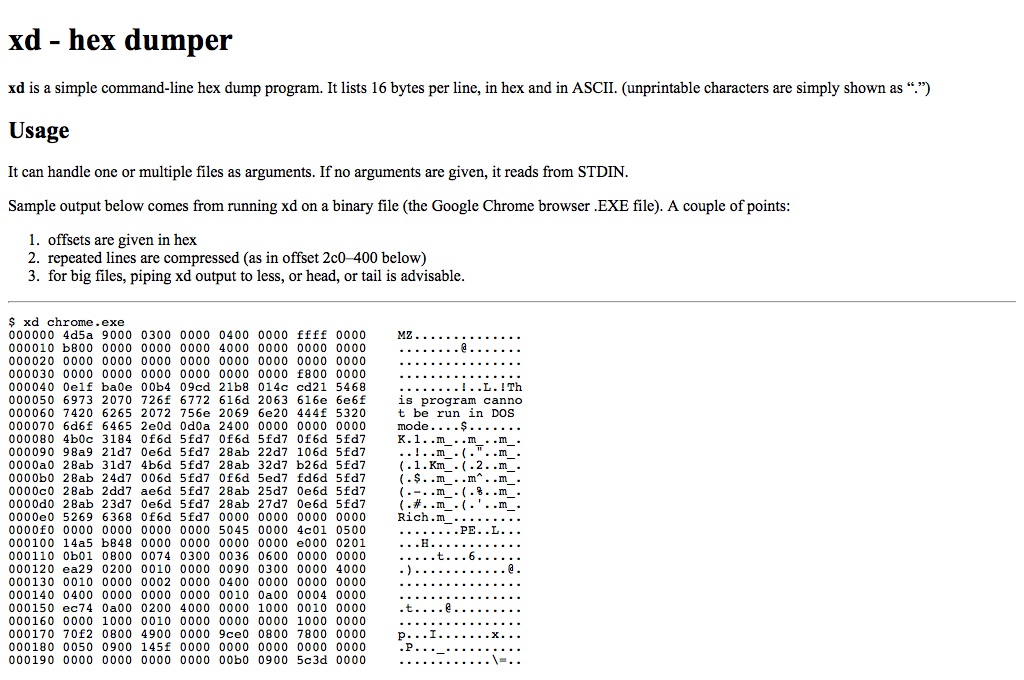 xd - hex dumper
xd is a simple command-line hex dump program. It lists 16 bytes per line, in hex and in ASCII. (unprintable characters are simply shown as “.”)
Usage
It can handle one or multiple files as arguments. If no arguments are given, it reads from STDIN.
Sample output below comes from running xd on a binary file (the Google Chrome browser .EXE file). A couple of points:
1. offsets are given in hex
2. repeated lines are compressed (as in offset 2c0–400 below)
3. for big files, piping xd output to less, or head, or tail is advisable.
$ xd chrome.exe
000000 4d5a 9000 0300 0000 0400 0000 ffff 0000    MZ..............
000010 b800 0000 0000 0000 4000 0000 0000 0000    ........@.......
000020 0000 0000 0000 0000 0000 0000 0000 0000    ................
000030 0000 0000 0000 0000 0000 0000 f800 0000    ................
000040 0e1f ba0e 00b4 09cd 21b8 014c cd21 5468    ........!..L.!Th
000050 6973 2070 726f 6772 616d 2063 616e 6e6f    is program canno
000060 7420 6265 2072 756e 2069 6e20 444f 5320    t be run in DOS
000070 6d6f 6465 2e0d 0d0a 2400 0000 0000 0000    mode....$.......
000080 4b0c 3184 0f6d 5fd7 0f6d 5fd7 0f6d 5fd7    K.1..m_..m_..m_.
000090 98a9 21d7 0e6d 5fd7 28ab 22d7 106d 5fd7    ..!..m_.(."..m_.
0000a0 28ab 31d7 4b6d 5fd7 28ab 32d7 b26d 5fd7    (.1.Km_.(.2..m_.
0000b0 28ab 24d7 006d 5fd7 0f6d 5ed7 fd6d 5fd7    (.$..m_..m^..m_.
0000c0 28ab 2dd7 ae6d 5fd7 28ab 25d7 0e6d 5fd7    (.-..m_.(.%..m_.
0000d0 28ab 23d7 0e6d 5fd7 28ab 27d7 0e6d 5fd7    (.#..m_.(.'..m_.
0000e0 5269 6368 0f6d 5fd7 0000 0000 0000 0000    Rich.m_.........
0000f0 0000 0000 0000 0000 5045 0000 4c01 0500    ........PE..L...
000100 14a5 b848 0000 0000 0000 0000 e000 0201    ...H............
000110 0b01 0800 0074 0300 0036 0600 0000 0000    .....t...6......
000120 ea29 0200 0010 0000 0090 0300 0000 4000    .)............@.
000130 0010 0000 0002 0000 0400 0000 0000 0000    ................
000140 0400 0000 0000 0000 0010 0a00 0004 0000    ................
000150 ec74 0a00 0200 4000 0000 1000 0010 0000    .t....@.........
000160 0000 1000 0010 0000 0000 0000 1000 0000    ................
000170 70f2 0800 4900 0000 9ce0 0800 7800 0000    p...I.......x...
000180 0050 0900 145f 0000 0000 0000 0000 0000    .P..._..........
000190 0000 0000 0000 0000 00b0 0900 5c3d 0000    ............\=..